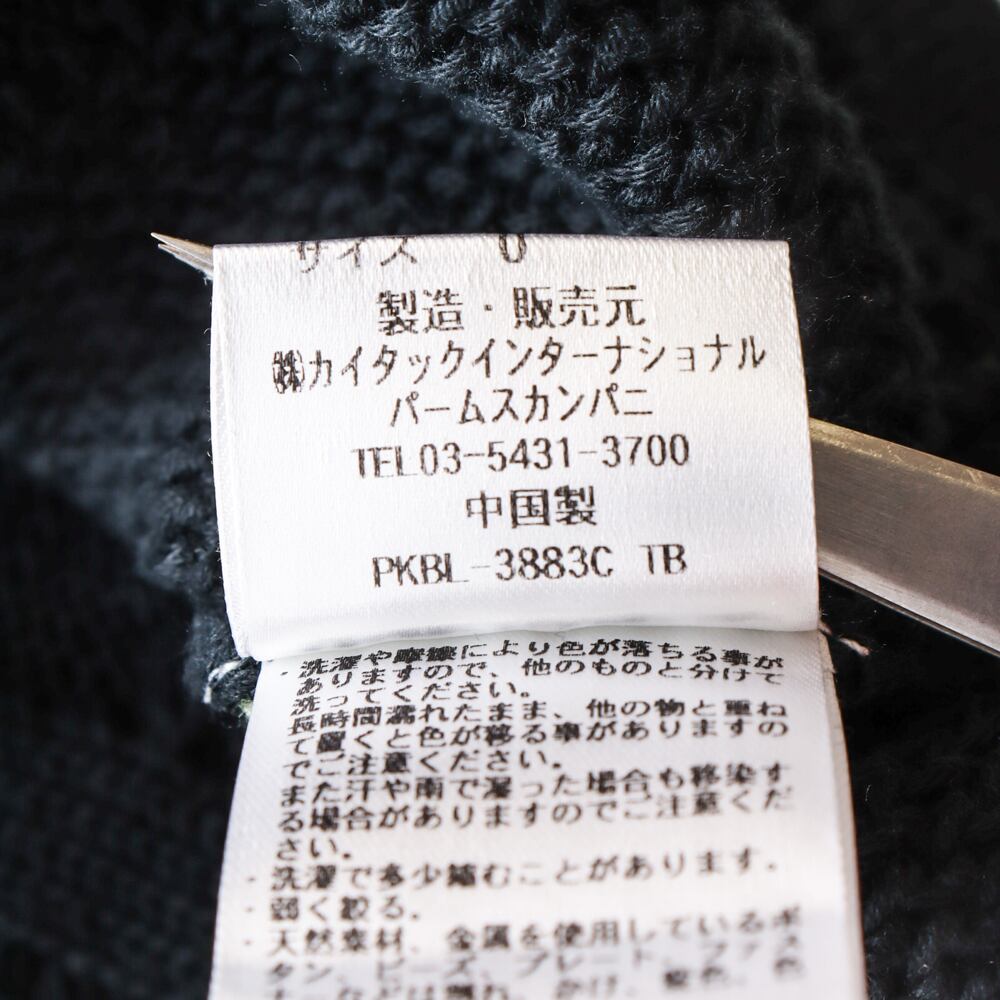 サイズ 0
製造・販売元
㈱カイタックインターナショナル
パームスカンパニ
TEL03-5431-3700
中国製
PKBL-3883C TB
・洗濯や摩擦により色が落ちる事が
ありますので、他のものと分けて
洗ってください。
長時間濡れたまま、他の物と重ね
て置くと色が移る事がありますの
でご注意ください。
また汗や雨で湿った場合も移染す
る場合がありますのでご注意くだ
さい。
・洗濯で多少縮むことがあります。
・弱く絞る。
・天然素材、金属を使用しているボ
タン、ビーズ、プレート、ファス